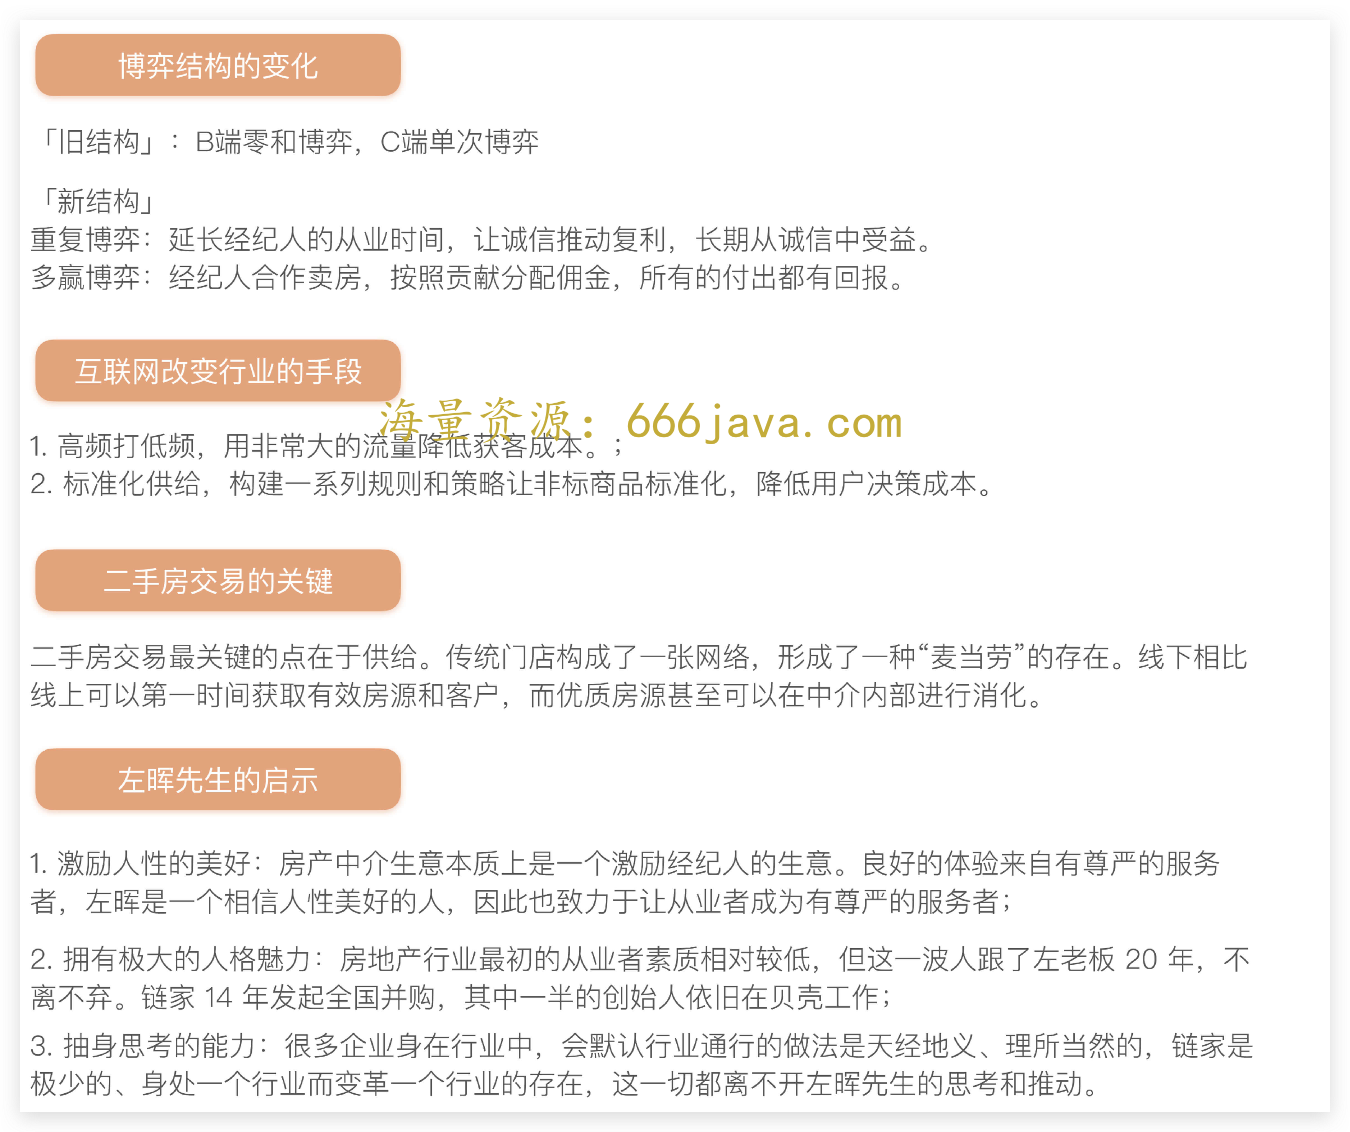 博弈结构的变化
「旧结构」：B端零和博弈，C端单次博弈
「新结构」
重复博弈：延长经纪人的从业时间，让诚信推动复利，长期从诚信中受益。
多赢博弈：经纪人合作卖房，按照贡献分配佣金，所有的付出都有回报。
互联网改变行业的手段
海量资源：666java.com
1. 高频打低频，用非常大的流量降低获客成本。；
2. 标准化供给，构建一系列规则和策略让非标商品标准化，降低用户决策成本。
二手房交易的关键
二手房交易最关键的点在于供给。传统门店构成了一张网络，形成了一种“麦当劳”的存在。线下相比
线上可以第一时间获取有效房源和客户，而优质房源甚至可以在中介内部进行消化。
左晖先生的启示
1. 激励人性的美好：房产中介生意本质上是一个激励经纪人的生意。良好的体验来自有尊严的服务
者，左晖是一个相信人性美好的人，因此也致力于让从业者成为有尊严的服务者；
2. 拥有极大的人格魅力：房地产行业最初的从业者素质相对较低，但这一波人跟了左老板 20 年，不
离不弃。链家 14 年发起全国并购，其中一半的创始人依旧在贝壳工作；
3. 抽身思考的能力：很多企业身在行业中，会默认行业通行的做法是天经地义、理所当然的，链家是
极少的、身处一个行业而变革一个行业的存在，这一切都离不开左晖先生的思考和推动。